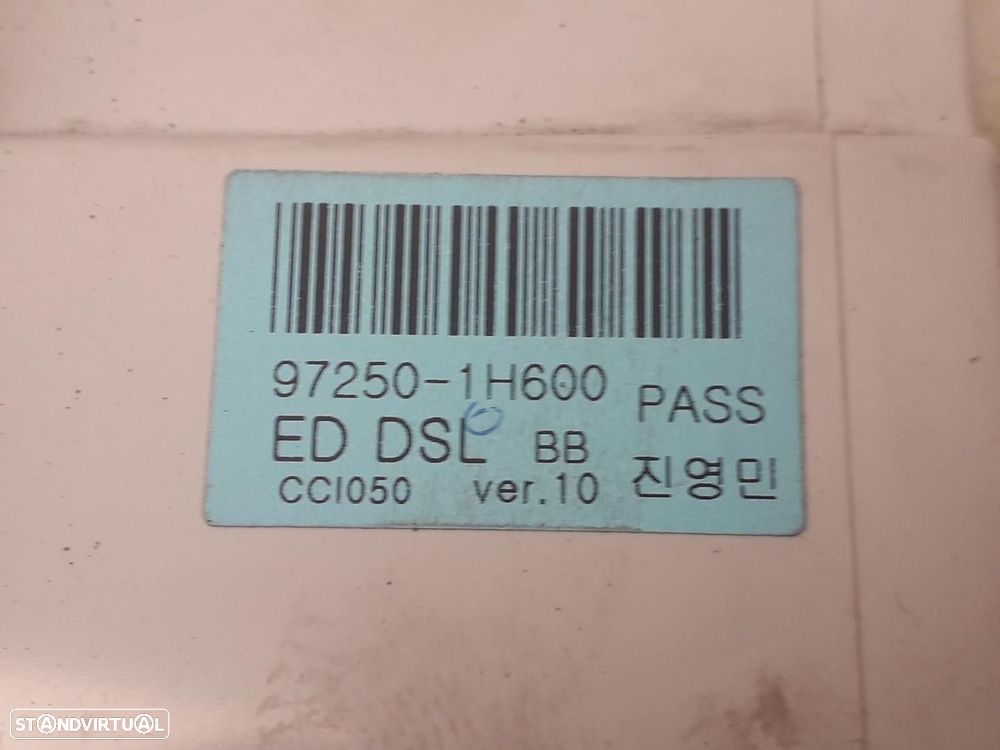 97250-1H600 PASS
ED DSL BB
CCI050 ver.10 진영민
STANDVIRTUAL